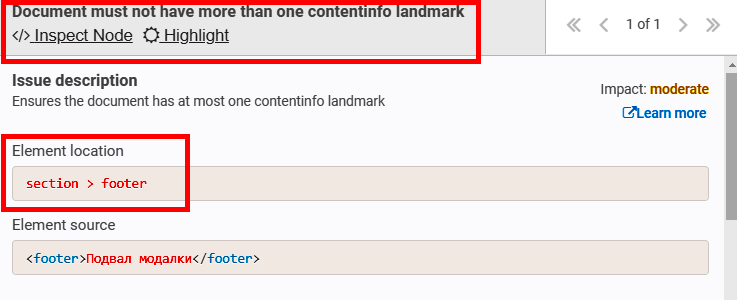 Document must not have more than one contentinfo landmark
</> Inspect Node Highlight
1 of 1
Issue description
Ensures the document has at most one contentinfo landmark
Impact: moderate
Learn more
Element location
section > footer
Element source
<footer>Подвал модалки</footer>